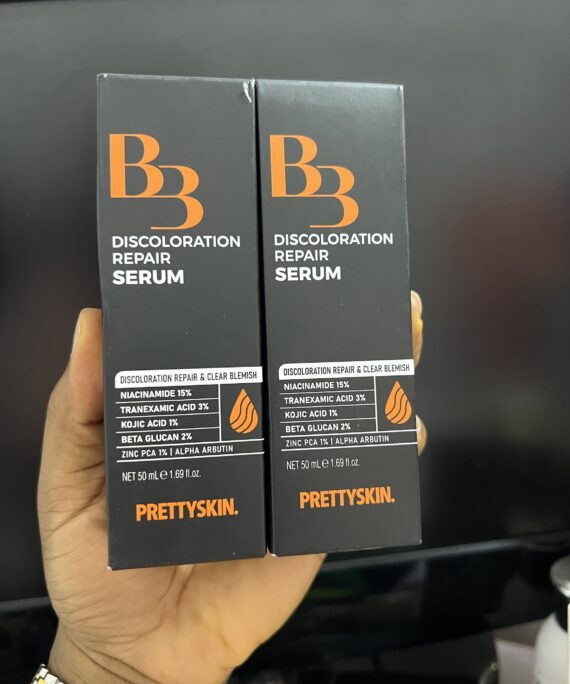 B3
DISCOLORATION
REPAIR
SERUM
DISCOLORATION REPAIR & CLEAR BLEMISH
NIACINAMIDE 15%
TRANEXAMIC ACID 3%
KOJIC ACID 1%
BETA GLUCAN 2%
ZINC PCA 1% | ALPHA ARBUTIN
NET 50 mL ℮ 1.69 fl.oz.
PRETTYSKIN.
B3
DISCOLORATION
REPAIR
SERUM
DISCOLORATION REPAIR & CLEAR BLEMISH
NIACINAMIDE 15%
TRANEXAMIC ACID 3%
KOJIC ACID 1%
BETA GLUCAN 2%
ZINC PCA 1% | ALPHA ARBUTIN
NET 50 mL ℮ 1.69 fl.oz.
PRETTYSKIN.